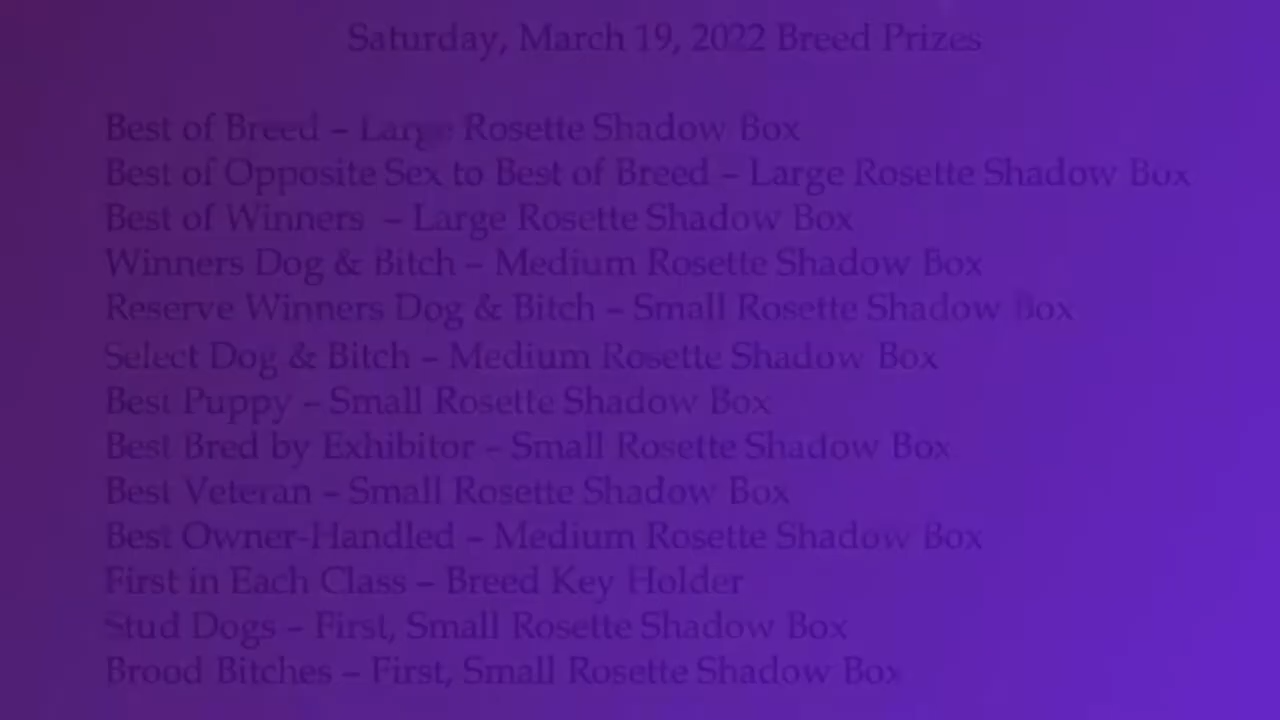 Saturday, March 19, 2022 Breed Prizes
Best of Breed – Large Rosette Shadow Box
Best of Opposite Sex to Best of Breed – Large Rosette Shadow Box
Best of Winners – Large Rosette Shadow Box
Winners Dog & Bitch – Medium Rosette Shadow Box
Reserve Winners Dog & Bitch – Small Rosette Shadow Box
Select Dog & Bitch – Medium Rosette Shadow Box
Best Puppy – Small Rosette Shadow Box
Best Bred by Exhibitor – Small Rosette Shadow Box
Best Veteran – Small Rosette Shadow Box
Best Owner-Handled – Medium Rosette Shadow Box
First in Each Class – Breed Key Holder
Stud Dogs – First, Small Rosette Shadow Box
Brood Bitches – First, Small Rosette Shadow Box